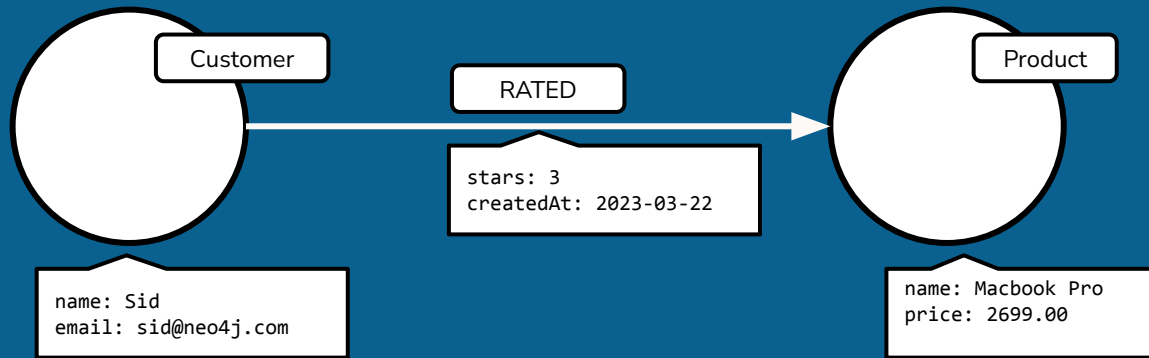 Customer
Product
RATED
stars: 3
createdAt: 2023-03-22
name: Sid
email: sid@neo4j.com
name: Macbook Pro
price: 2699.00